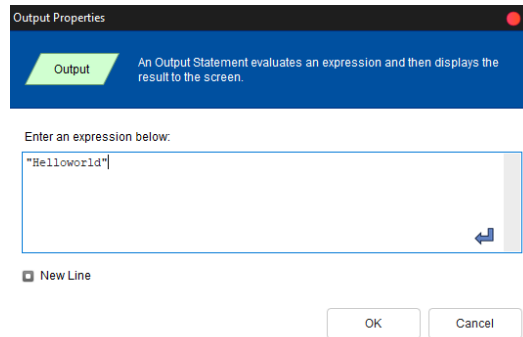 Output Properties
Output
An Output Statement evaluates an expression and then displays the
result to the screen.
Enter an expression below:
"Helloworld"
New Line
OK
Cancel